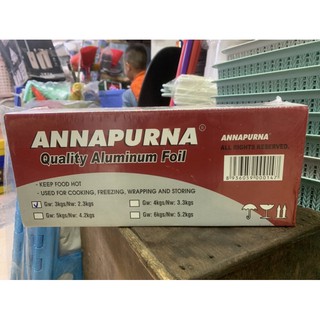 ANNAPURNA®
Quality Aluminum Foil
• KEEP FOOD HOT
• USED FOR COOKING, FREEZING, WRAPPING AND STORING
Gw: 3kgs/Nw: 2.3kgs
Gw: 4kgs/Nw: 3.3kgs
Gw: 5kgs/Nw: 4.3kgs
Gw: 6kgs/Nw: 5.2kgs
ANNAPURNA
ALL RIGHTS RESERVED.